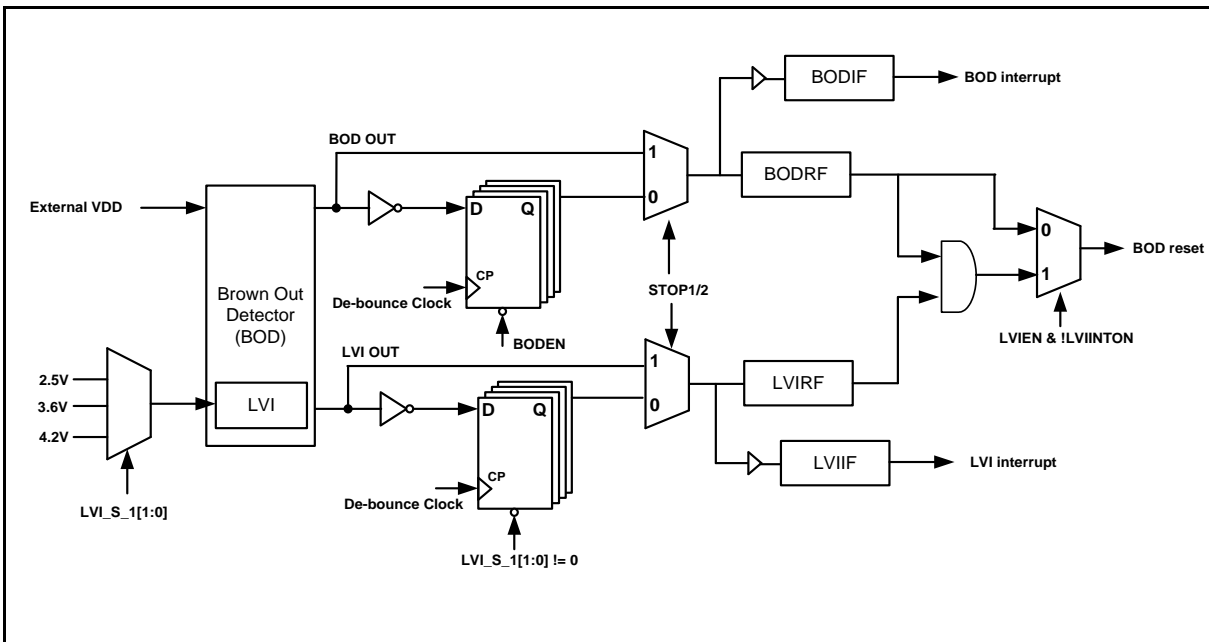 BODIF
BOD interrupt
BOD OUT
1
0
BODRF
External VDD
D Q
CP
De-bounce Clock
BODEN
STOP1/2
0
1
BOD reset
LVIEN & !LVIINTON
Brown Out
Detector
(BOD)
LVI OUT
1
0
LVIRF
2.5V
3.6V
4.2V
LVI
D Q
CP
De-bounce Clock
LVIIF
LVI interrupt
LVI_S_1[1:0]
LVI_S_1[1:0] != 0